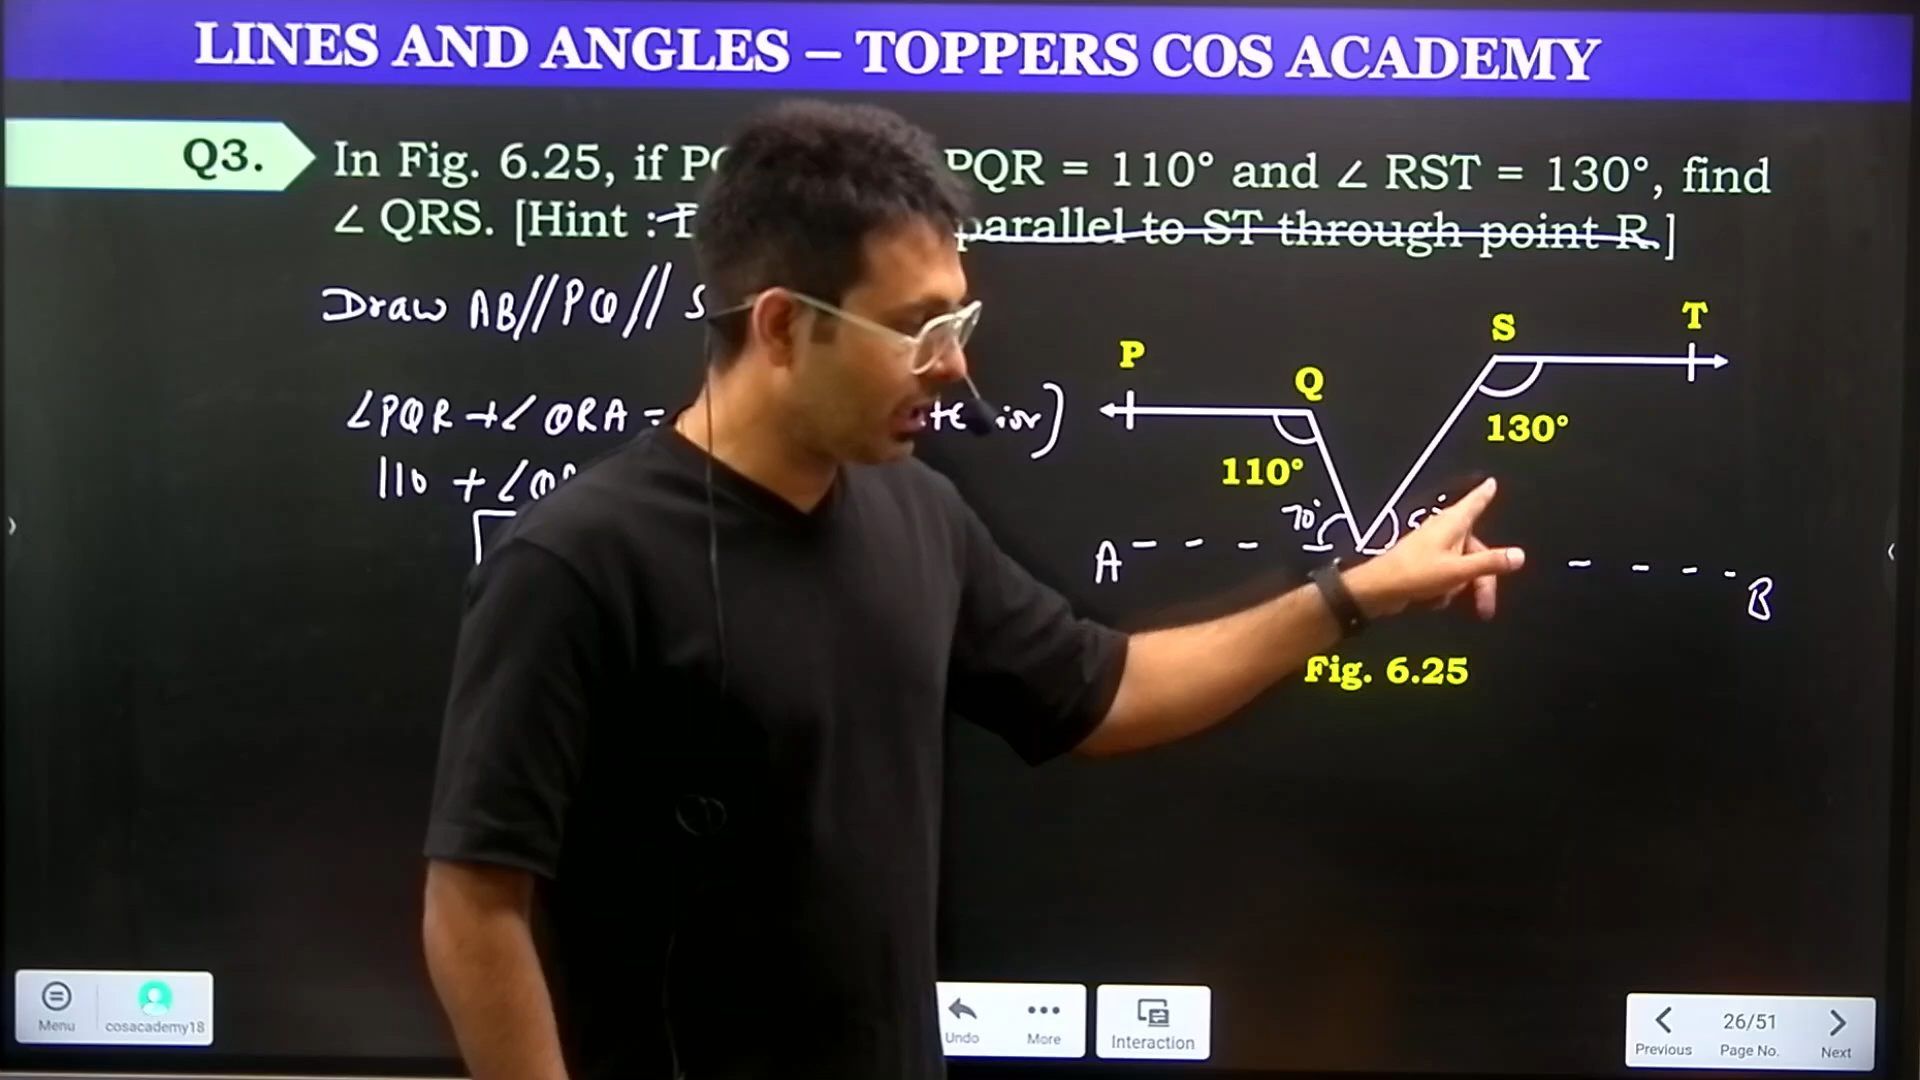 LINES AND ANGLES – TOPPERS COS ACADEMY
Q3. In Fig. 6.25, if PQR = 110° and ∠ RST = 130°, find
∠ QRS. [Hint : parallel to ST through point R.]
Draw AB//PQ// S
∠PQR + ∠QRA =
110 +
P
Q
S
T
110°
130°
70°
A
B
Fig. 6.25
Menu
cosacademy18
Undo
More
Interaction
Previous
26/51
Page No.
Next